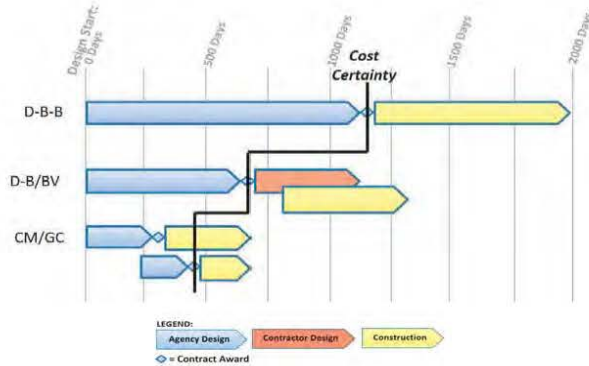 Design Start:
0 Days
500 Days
1000 Days
1500 Days
2000 Days
Cost
Certainty
D-B-B
D-B/BV
CM/GC
LEGEND:
Agency Design
Contractor Design
Construction
= Contract Award